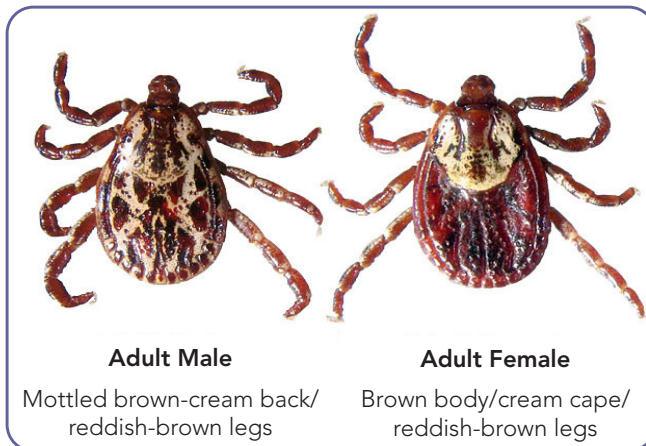 Adult Male
Mottled brown-cream back/
reddish-brown legs
Adult Female
Brown body/cream cape/
reddish-brown legs